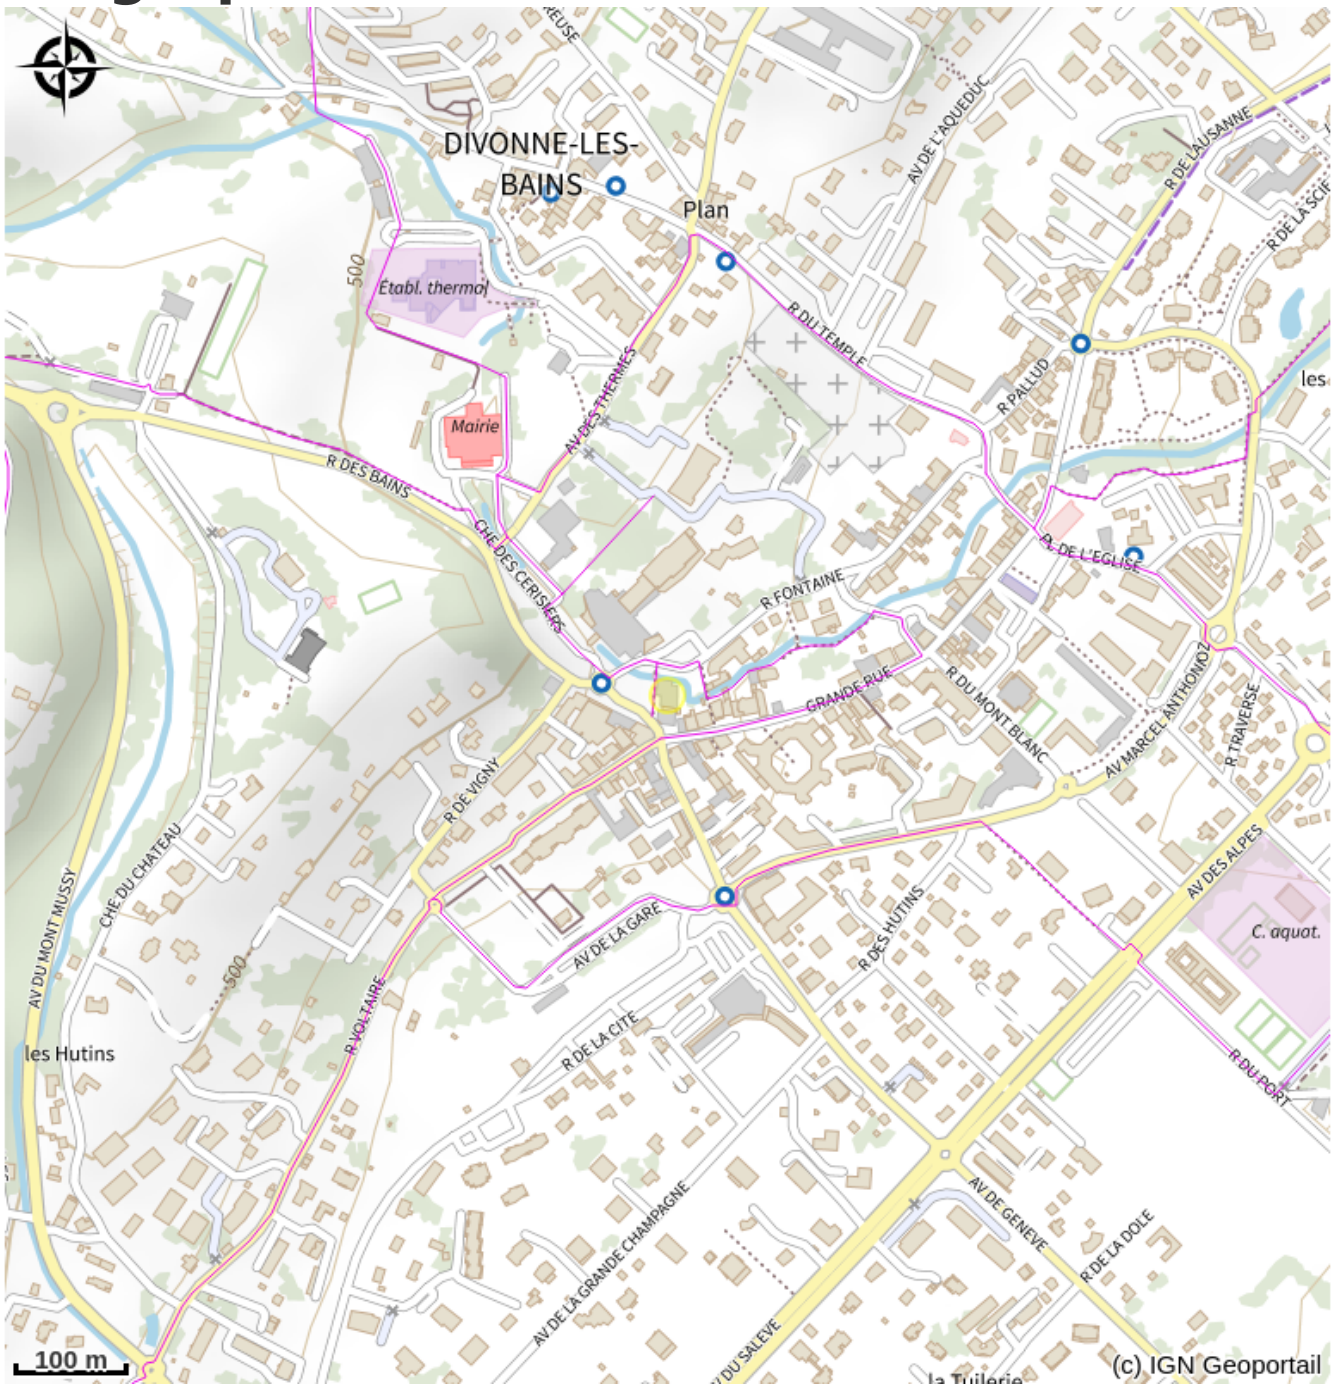 DIVONNE-LES-
BAINS
Plan
AV DE L'AQUEDUC
R DE LAUSANNE
500
Établ. thermal
R DU TEMPLE
AV DES THERMES
R PALLUD
les
Mairie
R DES BAINS
CHE DES CERISIERS
PL DE L'EGLISE
R FONTAINE
GRANDE RUE
R DU MONT BLANC
AV MARCEL ANTHONIOZ
R TRAVERSE
R DE VIGNY
CHE DU CHATEAU
AV DU MONT MUSSY
AV DES ALPES
R DES HUTINS
AV DE LA GARE
C. aquat.
500
R VOLTAIRE
les Hutins
R DE LA CITE
R DU PORT
AV DE LA GRANDE CHAMPAGNE
AV DE GENEVE
R DE LA DOLE
DU SALEVE
la Tuilerie
100 m
(c) IGN Geoportail